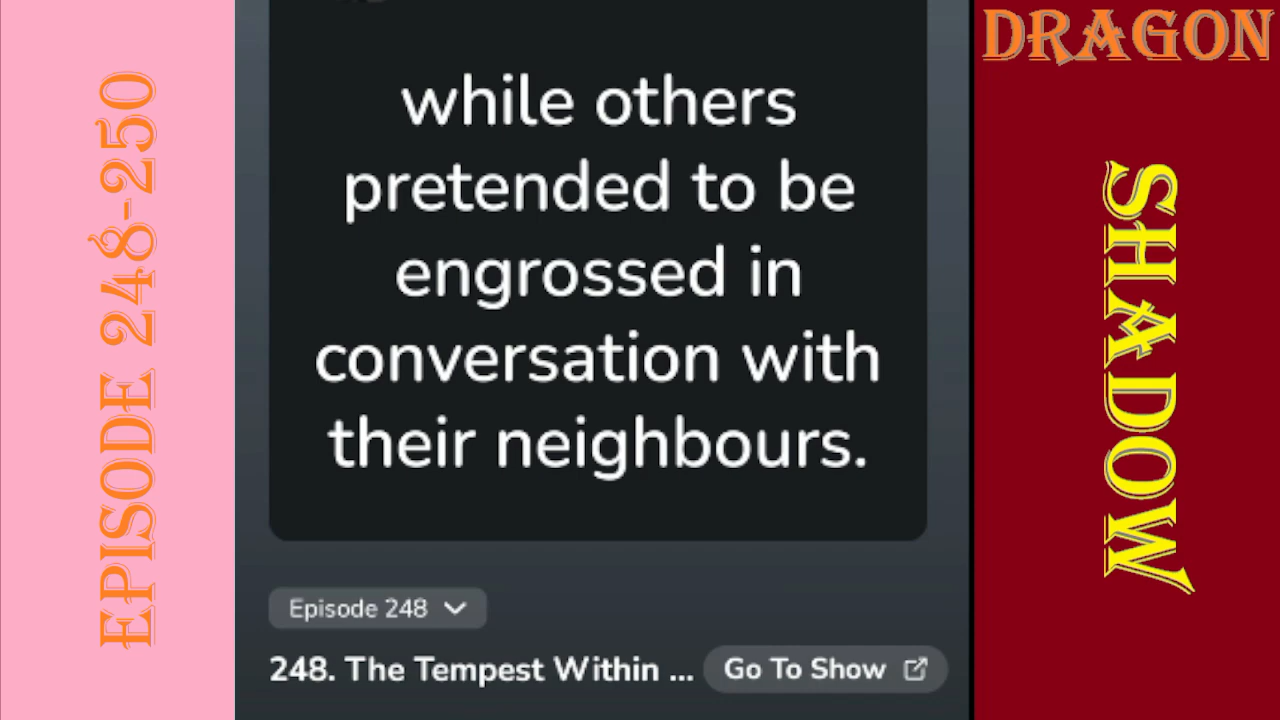 EPISODE 248-250
while others
pretended to be
engrossed in
conversation with
their neighbours.
Episode 248
248. The Tempest Within ...
Go To Show
DRAGON
SHADOW